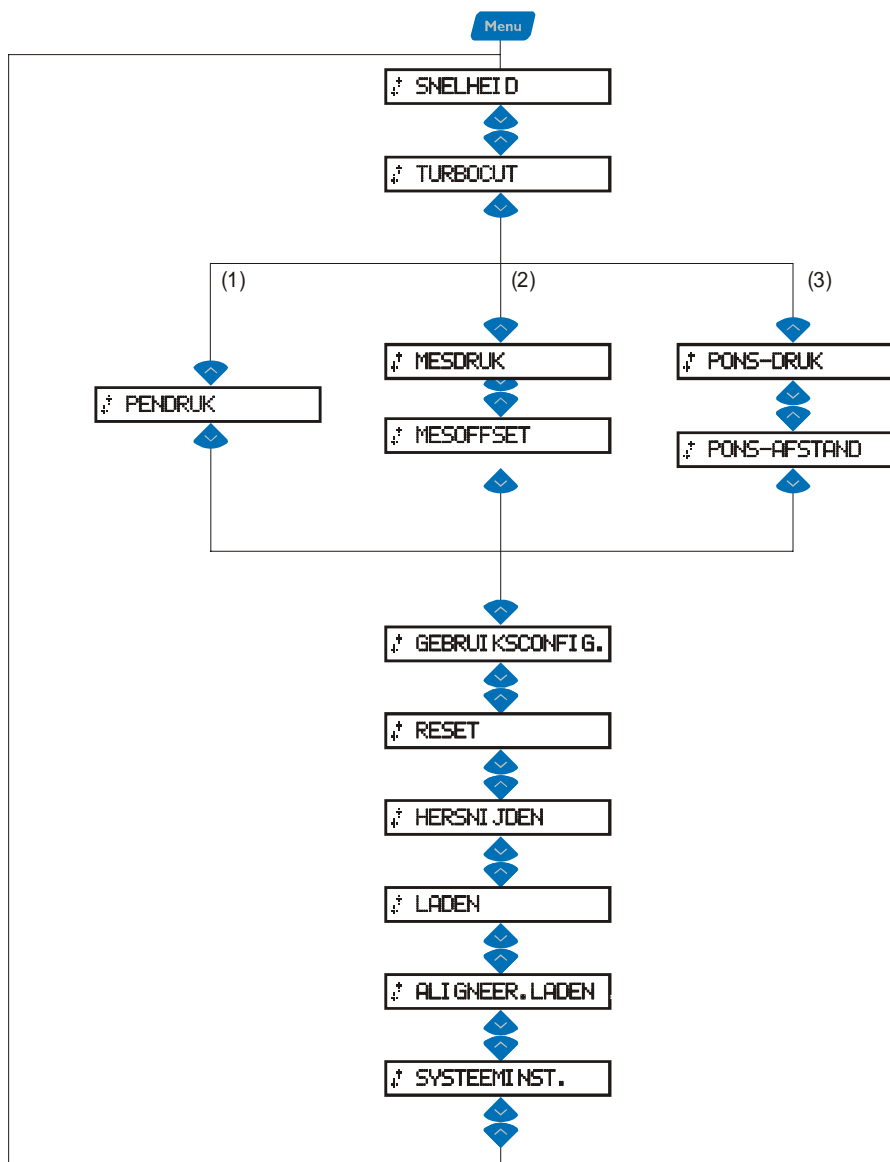 Menu
SNELHEID
TURBOCUT
(1)
(2)
(3)
MESDRUK
PONS-DRUK
PENDRUK
MESOFFSET
PONS-AFSTAND
GEBRUIKSCONFIG.
RESET
HERSNIJDEN
LADEN
ALIGNEER.LADEN
SYSTEEMINST.